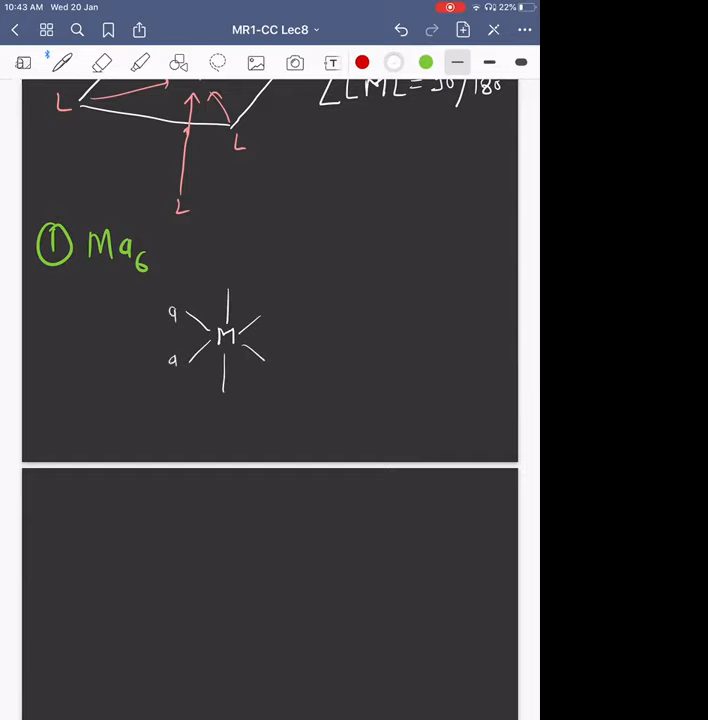 10:43 AM Wed 20 Jan
22%
MR1-CC Lec8
T
L
∠LML = 90/180
L
L
① Ma6
a
M
a